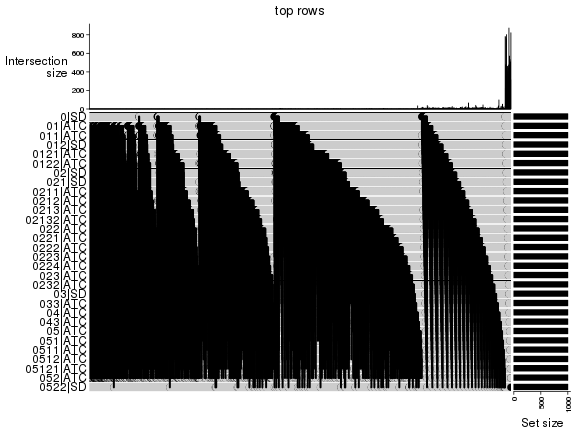 top rows
800
600
400
200
0
Intersection
size
0|SD
01|ATC
011|ATC
012|SD
0121|ATC
0122|ATC
02|SD
021|SD
0211|ATC
0212|ATC
0213|ATC
02132|ATC
022|ATC
0221|ATC
0222|ATC
0223|ATC
0224|ATC
023|ATC
0232|ATC
03|SD
033|ATC
04|ATC
043|ATC
05|ATC
051|ATC
0511|ATC
0512|ATC
05121|ATC
052|ATC
0522|SD
0
500
1000
Set size